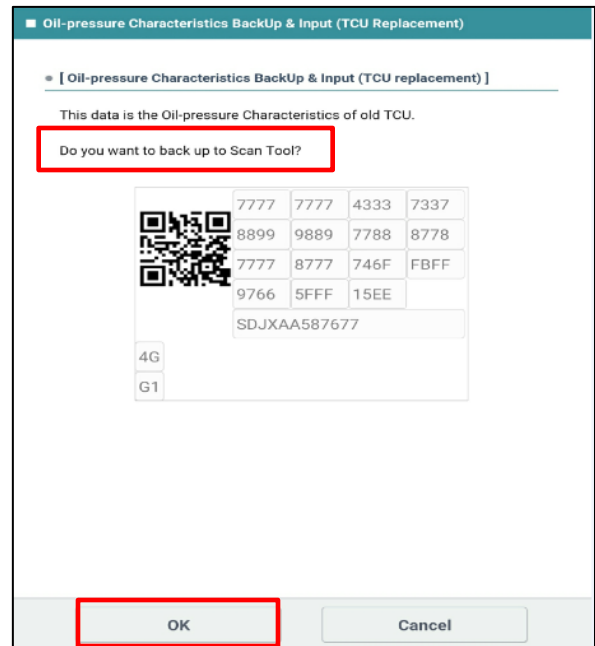 Oil-pressure Characteristics BackUp & Input (TCU Replacement)
[ Oil-pressure Characteristics BackUp & Input (TCU replacement) ]
This data is the Oil-pressure Characteristics of old TCU.
Do you want to back up to Scan Tool?
7777 7777 4333 7337
8899 9889 7788 8778
7777 8777 746F FBFF
9766 5FFF 15EE
SDJXAA587677
4G
G1
OK Cancel